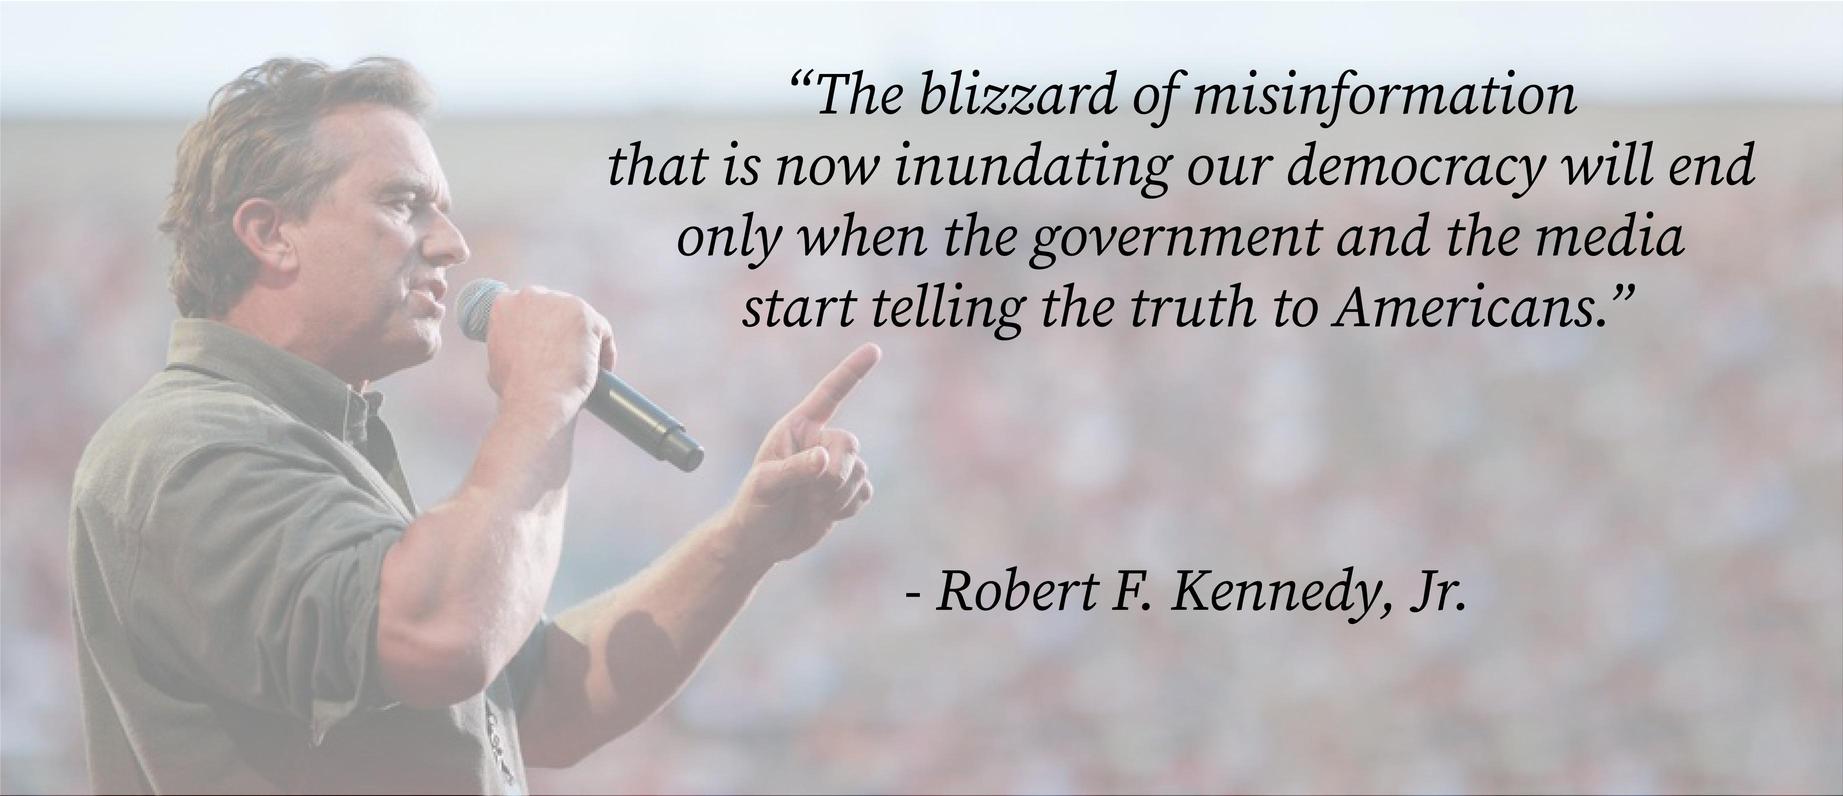 “The blizzard of misinformation
that is now inundating our democracy will end
only when the government and the media
start telling the truth to Americans.”
- Robert F. Kennedy, Jr.